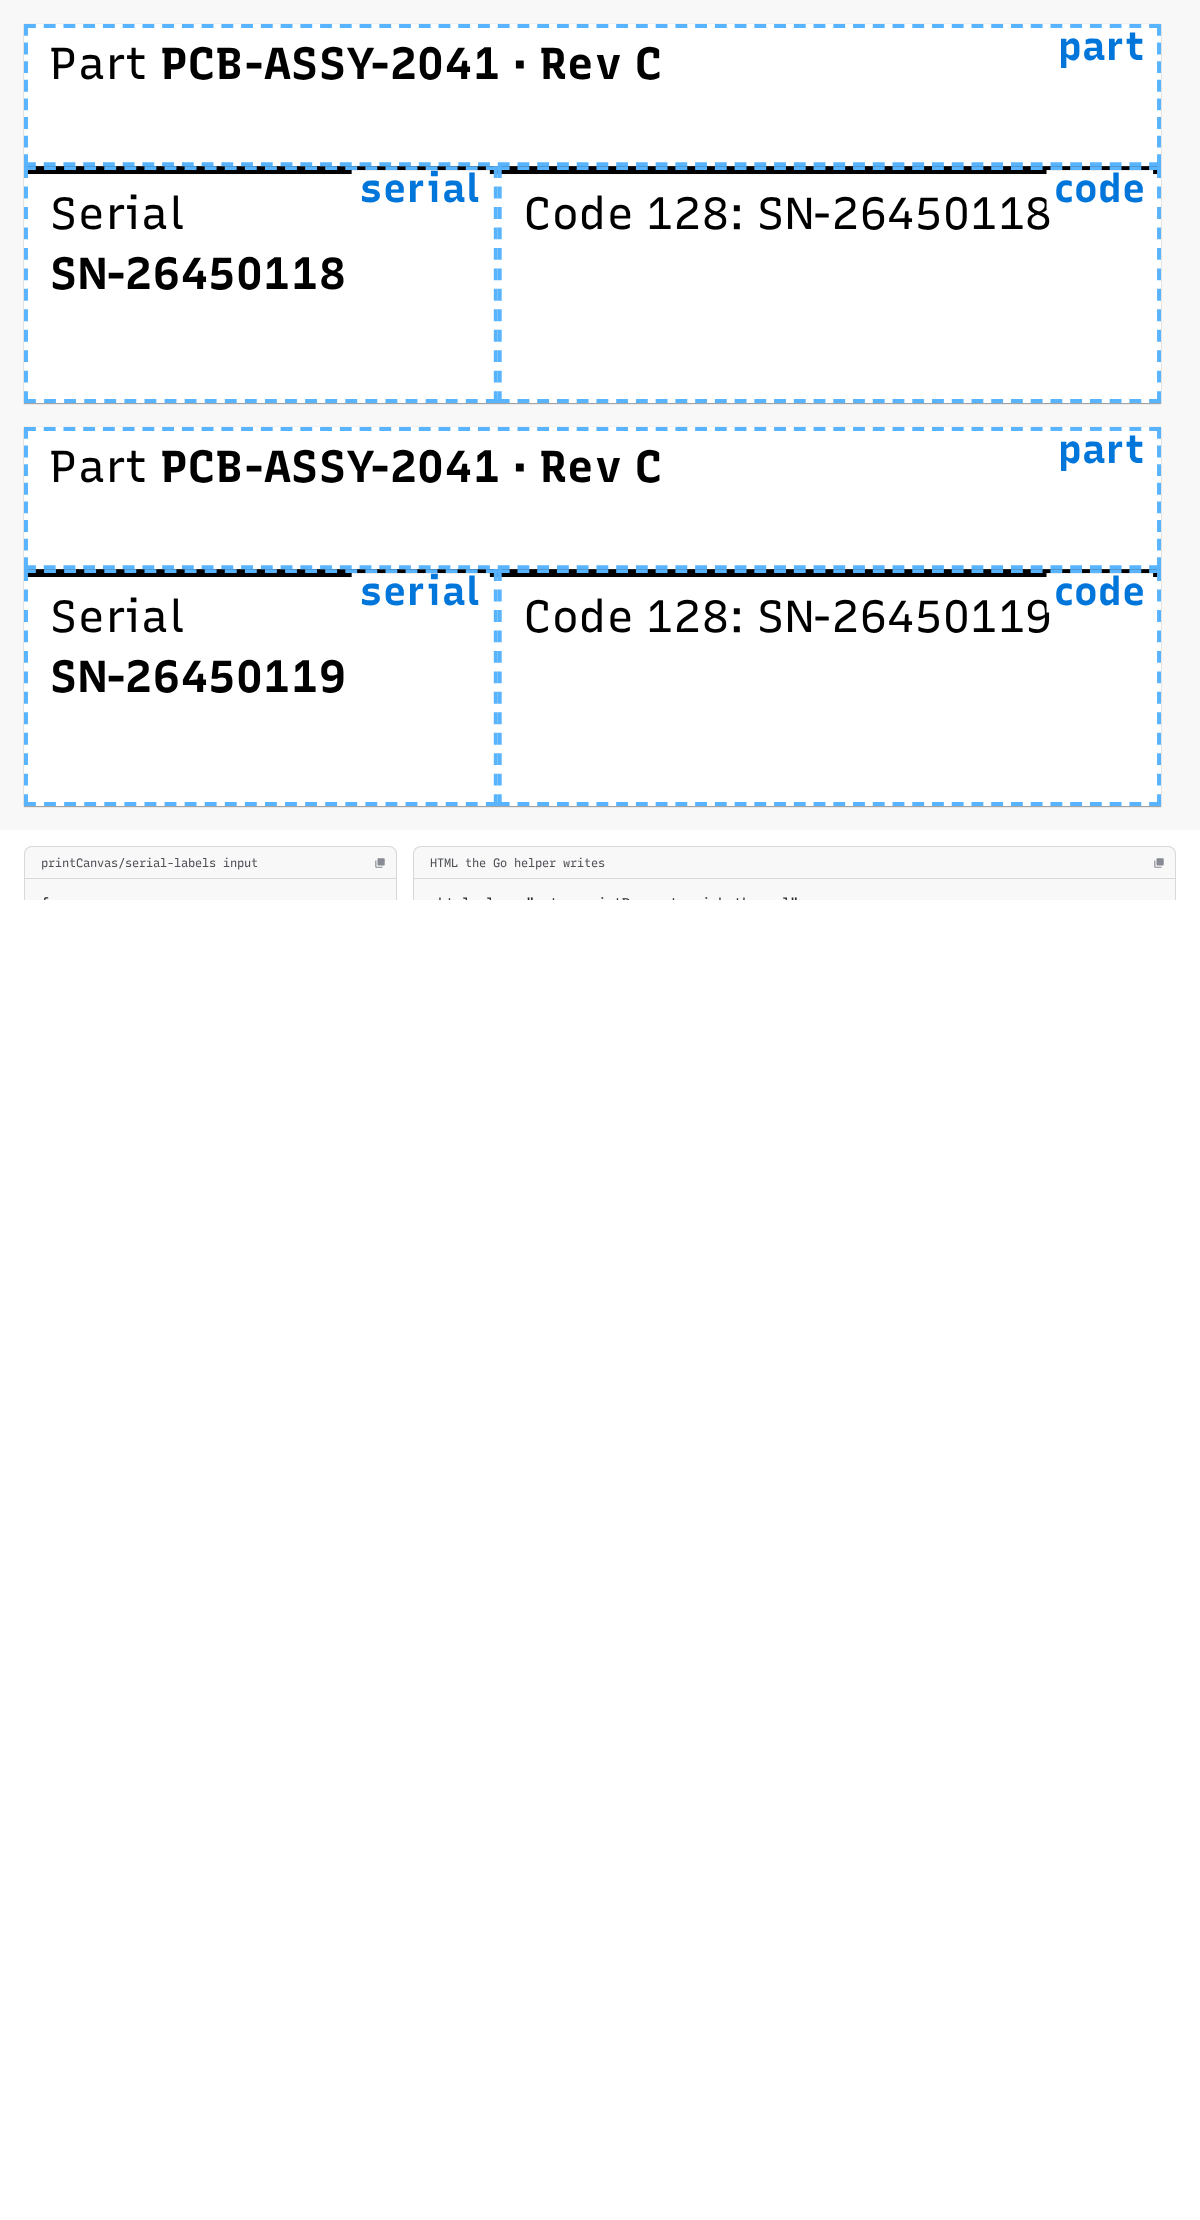 Part PCB-ASSY-2041 · Rev C
part
serial
code
Serial
Code 128: SN-26450118
SN-26450118
Part PCB-ASSY-2041 · Rev C
part
serial
code
Serial
Code 128: SN-26450119
SN-26450119
printCanvas/serial-labels input
HTML the Go helper writes